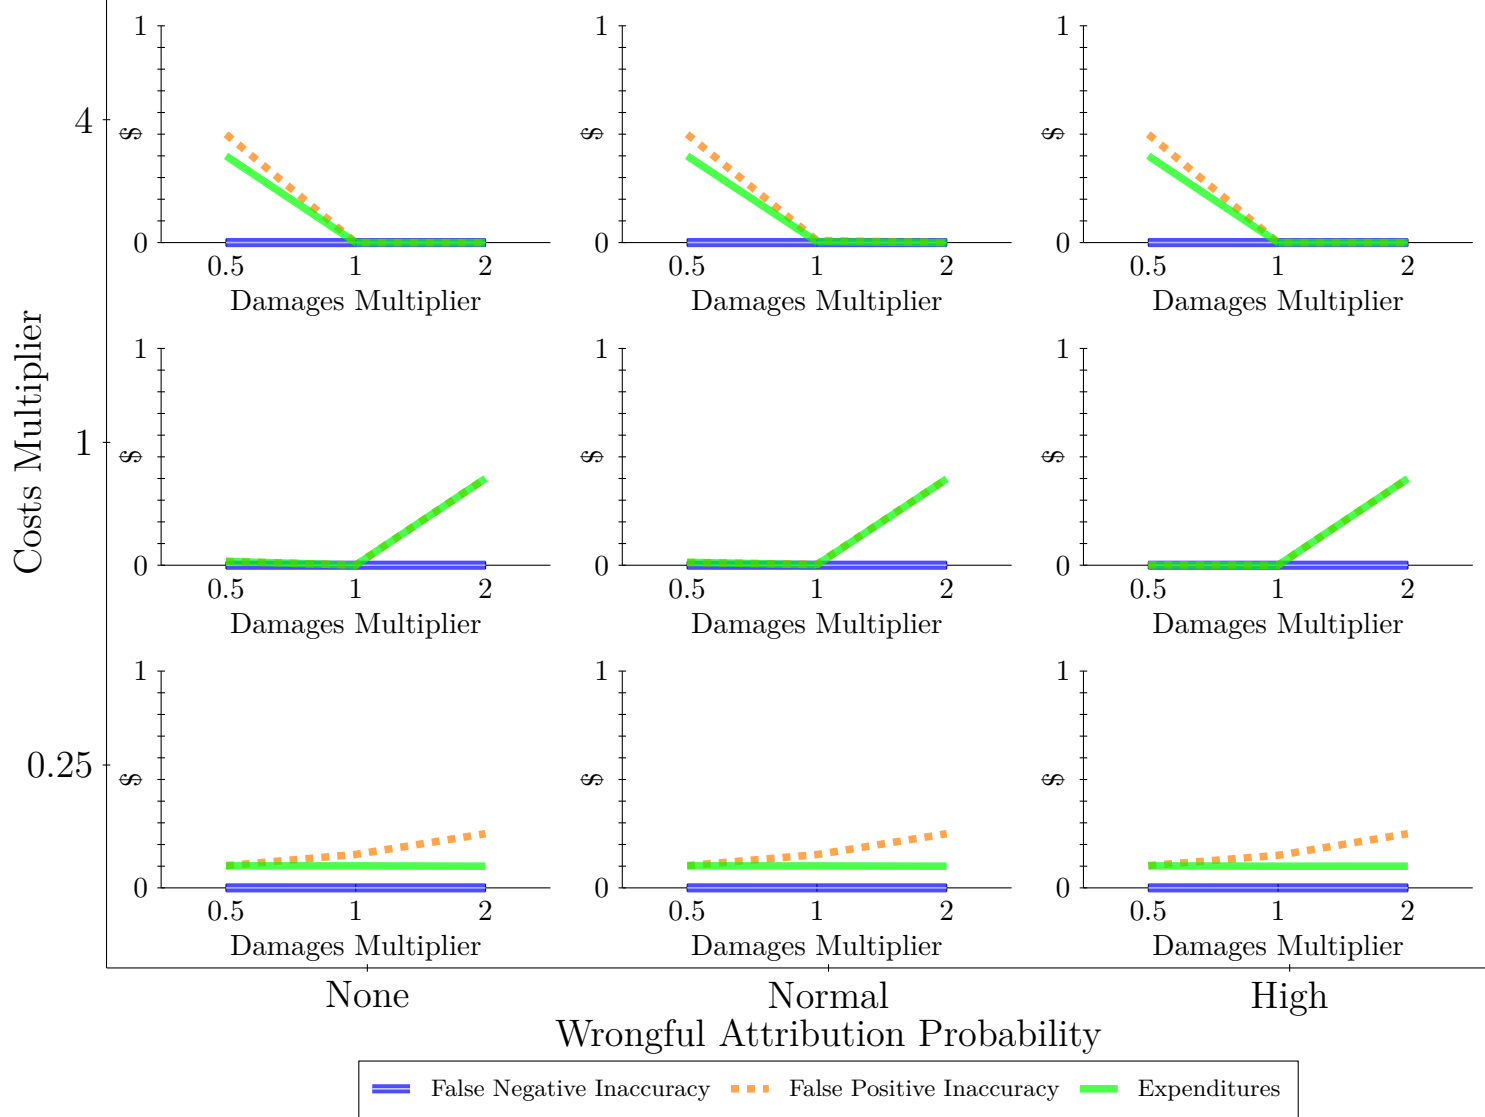 Costs Multiplier
4
1
0.25
1
$
0
0.5 1 2
Damages Multiplier
1
$
0
0.5 1 2
Damages Multiplier
1
$
0
0.5 1 2
Damages Multiplier
1
$
0
0.5 1 2
Damages Multiplier
1
$
0
0.5 1 2
Damages Multiplier
1
$
0
0.5 1 2
Damages Multiplier
1
$
0
0.5 1 2
Damages Multiplier
1
$
0
0.5 1 2
Damages Multiplier
1
$
0
0.5 1 2
Damages Multiplier
None Normal High
Wrongful Attribution Probability
False Negative Inaccuracy False Positive Inaccuracy Expenditures